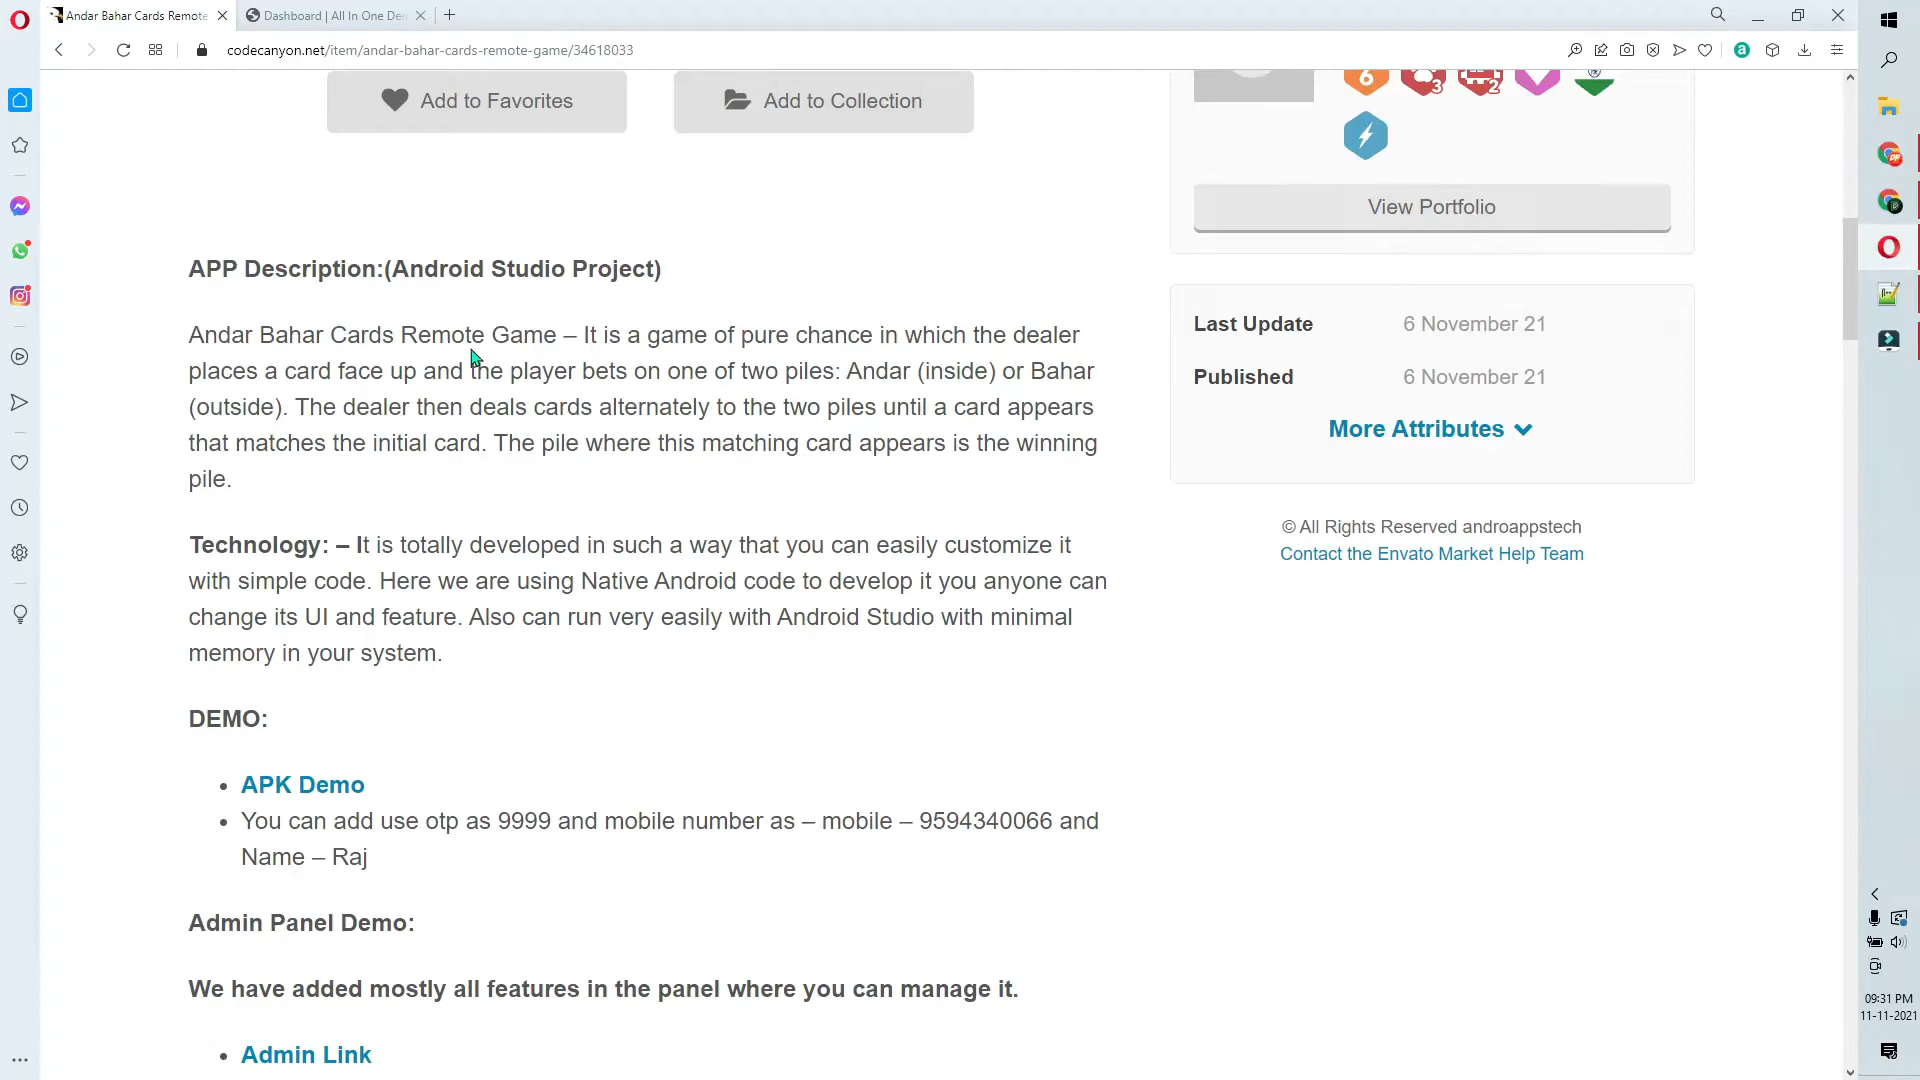 Andar Bahar Cards Remote
Dashboard | All In One Der
codecanyon.net/item/andar-bahar-cards-remote-game/34618033
Add to Favorites
Add to Collection
6
3
2
View Portfolio
APP Description:(Android Studio Project)
Andar Bahar Cards Remote Game – It is a game of pure chance in which the dealer
places a card face up and the player bets on one of two piles: Andar (inside) or Bahar
(outside). The dealer then deals cards alternately to the two piles until a card appears
that matches the initial card. The pile where this matching card appears is the winning
pile.
Last Update 6 November 21
Published 6 November 21
More Attributes
© All Rights Reserved androappstech
Contact the Envato Market Help Team
Technology: – It is totally developed in such a way that you can easily customize it
with simple code. Here we are using Native Android code to develop it you anyone can
change its UI and feature. Also can run very easily with Android Studio with minimal
memory in your system.
DEMO:
APK Demo
You can add use otp as 9999 and mobile number as – mobile – 9594340066 and
Name – Raj
Admin Panel Demo:
We have added mostly all features in the panel where you can manage it.
Admin Link
09:31 PM
11-11-2021